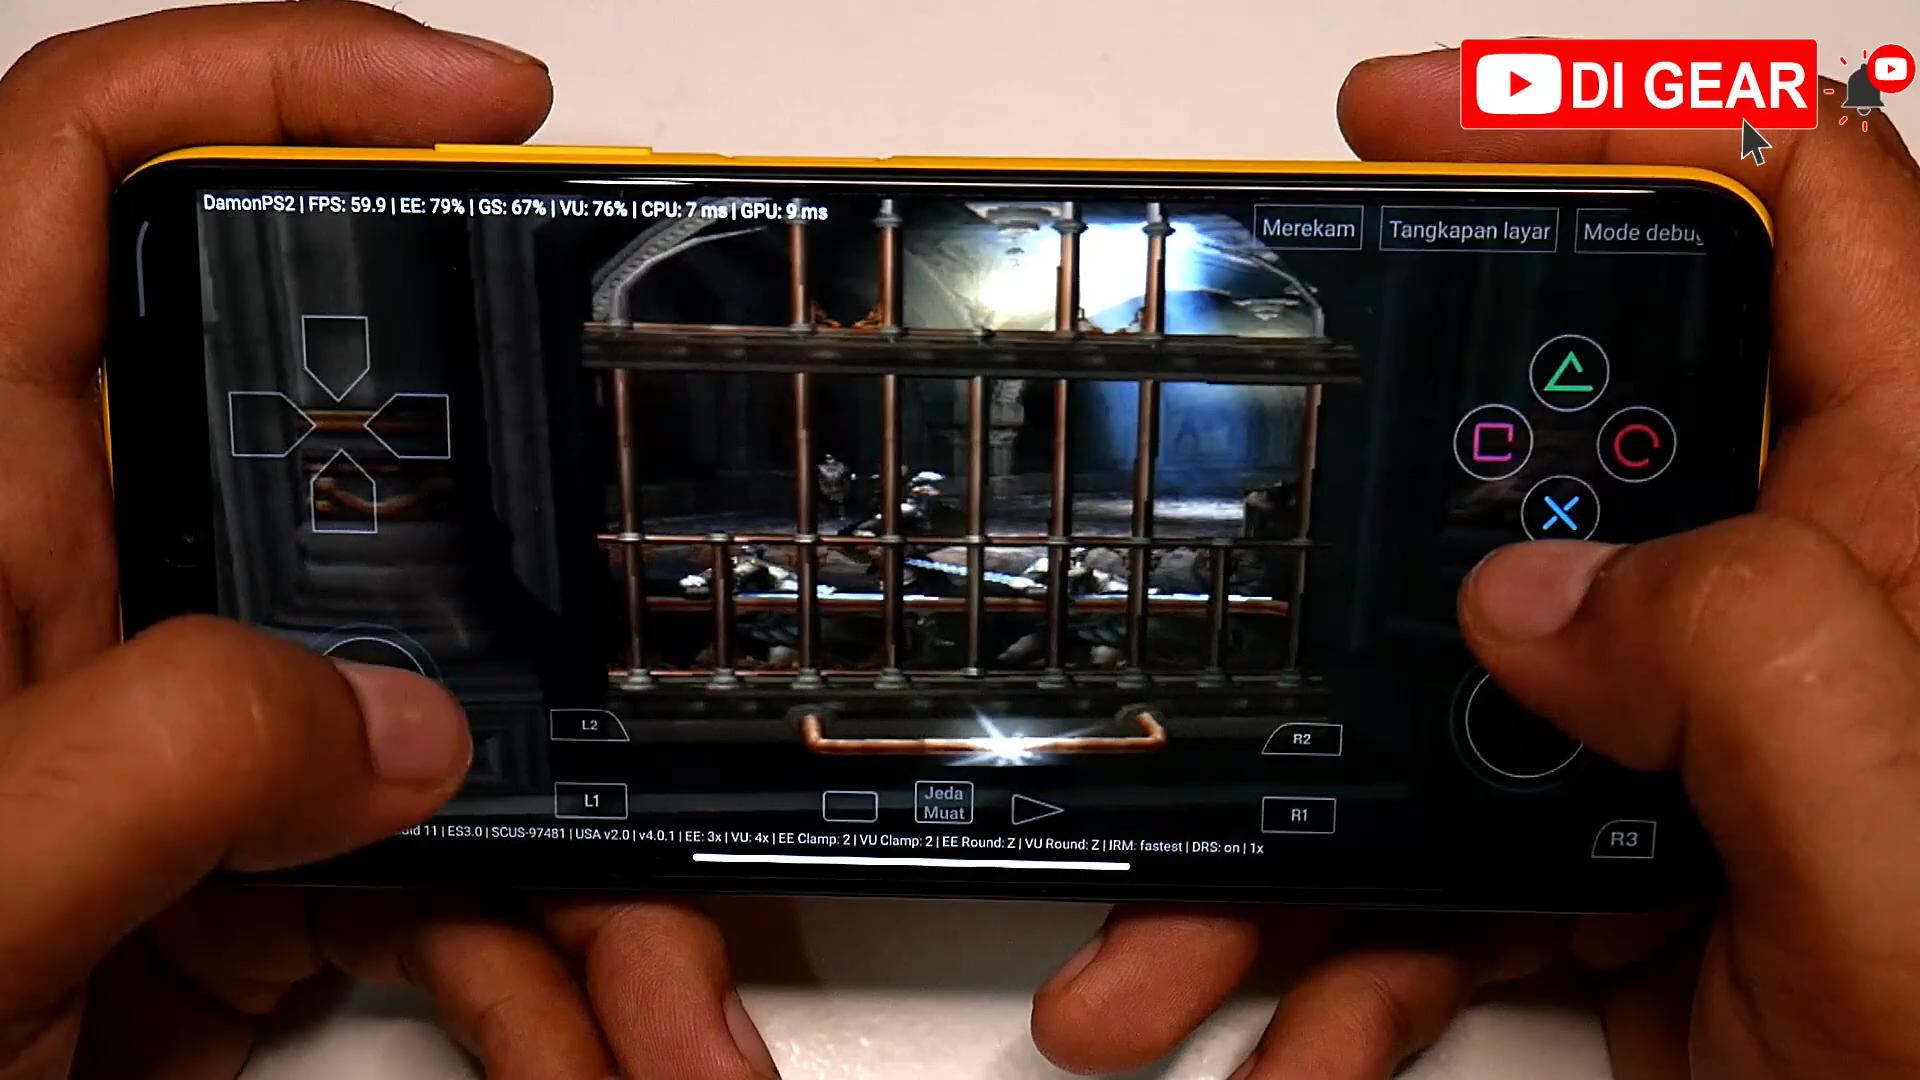 DI GEAR
DamonPS2 | FPS: 59.9 | EE: 79% | GS: 67% | VU: 76% | CPU: 7 ms | GPU: 9 ms
Merekam
Tangkapan layar
Mode debug
L2
R2
L1
Jeda
Muat
R1
R3
11 | ES3.0 | SCUS-97481 | USA v2.0 | v4.0.1 | EE: 3x | VU: 4x | EE Clamp: 2 | VU Clamp: 2 | EE Round: Z | VU Round: Z | IRM: fastest | DRS: on | 1x